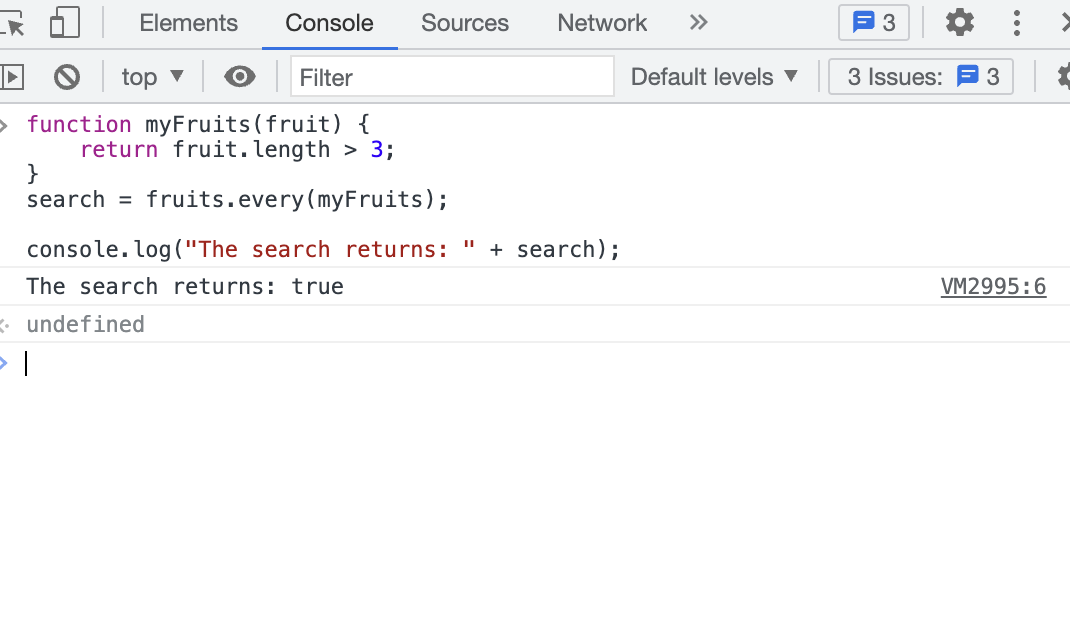 Elements Console Sources Network » 3
top ▼ Filter Default levels ▼ 3 Issues: 3
> function myFruits(fruit) {
    return fruit.length > 3;
}
search = fruits.every(myFruits);

console.log("The search returns: " + search);
The search returns: true VM2995:6
undefined
>